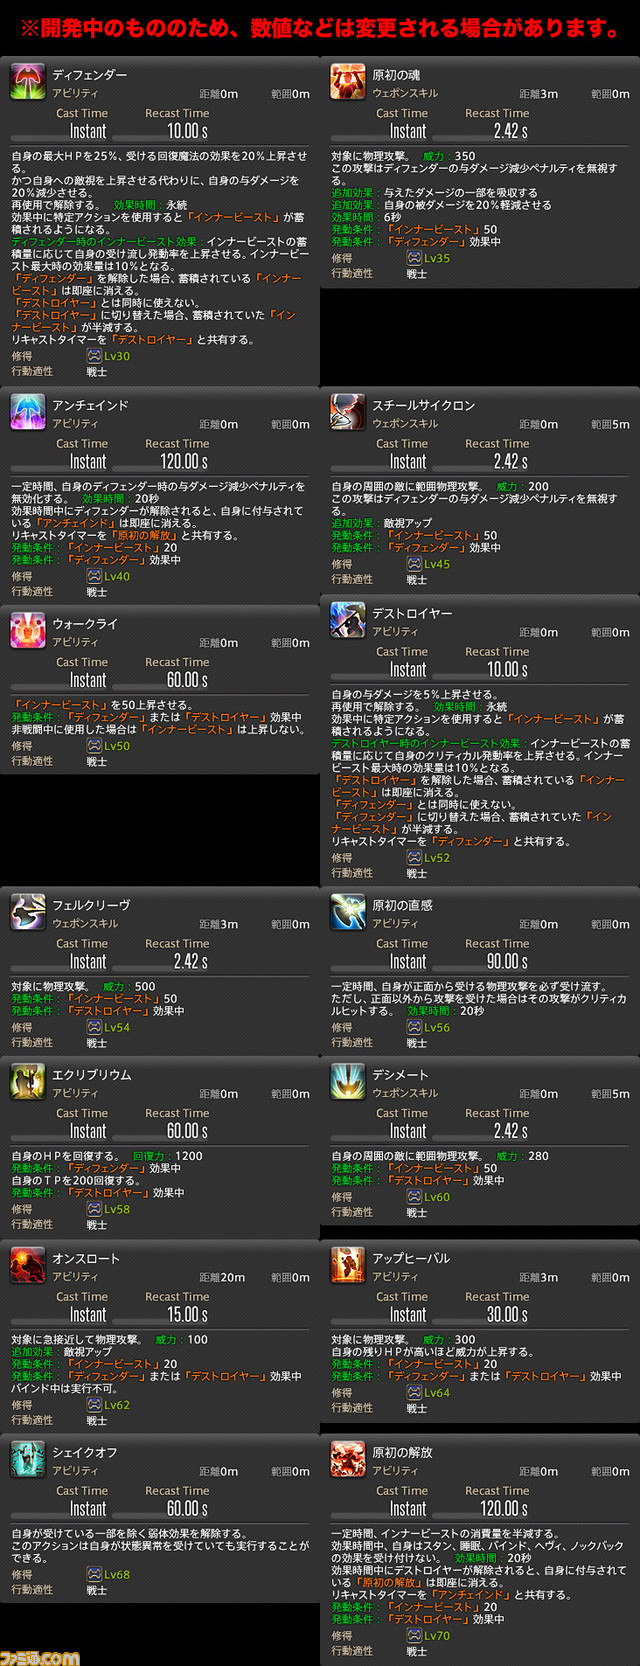 ※開発中のもののため、数値などは変更される場合があります。
ディフェンダー
アビリティ 距離0m 範囲0m
Cast Time Recast Time
Instant 10.00s
自身の最大ＨＰを25%、受ける回復魔法の効果を20%上昇させ
る。
かつ自身への敵視を上昇させる代わりに、自身の与ダメージを
20%減少させる。
再使用で解除する。 効果時間：永続
効果中に特定アクションを使用すると「インナービースト」が蓄
積されるようになる。
ディフェンダー時のインナービースト効果：インナービーストの蓄
積量に応じて自身の受け流し発動率を上昇させる。インナービー
スト最大時の効果量は10%となる。
「ディフェンダー」を解除した場合、蓄積されている「インナー
ビースト」は即座に消える。
「デストロイヤー」とは同時に使えない。
「デストロイヤー」に切り替えた場合、蓄積されていた「イン
ナービースト」が半減する。
リキャストタイマーを「デストロイヤー」と共有する。
修得 Lv30
行動適性 戦士
原初の魂
ウェポンスキル 距離3m 範囲0m
Cast Time Recast Time
Instant 2.42s
対象に物理攻撃。 威力：350
この攻撃はディフェンダーの与ダメージ減少ペナルティを無視す
る。
追加効果：与えたダメージの一部を吸収する
追加効果：自身の被ダメージを20%軽減させる
効果時間：6秒
発動条件：「インナービースト」50
発動条件：「ディフェンダー」効果中
修得 Lv35
行動適性 戦士
アンチェインド
アビリティ 距離0m 範囲0m
Cast Time Recast Time
Instant 120.00s
一定時間、自身のディフェンダー時の与ダメージ減少ペナルティを
無効化する。 効果時間：20秒
効果時間中にディフェンダーが解除されると、自身に付与されて
いる「アンチェインド」は即座に消える。
リキャストタイマーを「原初の解放」と共有する。
発動条件：「インナービースト」20
発動条件：「ディフェンダー」効果中
修得 Lv40
行動適性 戦士
スチールサイクロン
ウェポンスキル 距離0m 範囲5m
Cast Time Recast Time
Instant 2.42s
自身の周囲の敵に範囲物理攻撃。 威力：200
この攻撃はディフェンダーの与ダメージ減少ペナルティを無視す
る。
追加効果：敵視アップ
発動条件：「インナービースト」50
発動条件：「ディフェンダー」効果中
修得 Lv45
行動適性 戦士
ウォークライ
アビリティ 距離0m 範囲0m
Cast Time Recast Time
Instant 60.00s
「インナービースト」を50上昇させる。
発動条件：「ディフェンダー」または「デストロイヤー」効果中
非戦闘中に使用した場合は「インナービースト」は上昇しない。
修得 Lv50
行動適性 戦士
デストロイヤー
アビリティ 距離0m 範囲0m
Cast Time Recast Time
Instant 10.00s
自身の与ダメージを5%上昇させる。
再使用で解除する。 効果時間：永続
効果中に特定アクションを使用すると「インナービースト」が蓄
積されるようになる。
デストロイヤー時のインナービースト効果：インナービーストの蓄
積量に応じて自身のクリティカル発動率を上昇させる。インナー
ビースト最大時の効果量は10%となる。
「デストロイヤー」を解除した場合、蓄積されている「インナー
ビースト」は即座に消える。
「ディフェンダー」とは同時に使えない。
「ディフェンダー」に切り替えた場合、蓄積されていた「イン
ナービースト」が半減する。
リキャストタイマーを「ディフェンダー」と共有する。
修得 Lv52
行動適性 戦士
フェルクリーヴ
ウェポンスキル 距離3m 範囲0m
Cast Time Recast Time
Instant 2.42s
対象に物理攻撃。 威力：500
発動条件：「インナービースト」50
発動条件：「デストロイヤー」効果中
修得 Lv54
行動適性 戦士
原初の直感
アビリティ 距離0m 範囲0m
Cast Time Recast Time
Instant 90.00s
一定時間、自身が正面から受ける物理攻撃を必ず受け流す。
ただし、正面以外から攻撃を受けた場合はその攻撃がクリティカ
ルヒットする。 効果時間：20秒
修得 Lv56
行動適性 戦士
エクリブリウム
アビリティ 距離0m 範囲0m
Cast Time Recast Time
Instant 60.00s
自身のＨＰを回復する。 回復力：1200
発動条件：「ディフェンダー」効果中
自身のＴＰを200回復する。
発動条件：「デストロイヤー」効果中
修得 Lv58
行動適性 戦士
デシメート
ウェポンスキル 距離0m 範囲5m
Cast Time Recast Time
Instant 2.42s
自身の周囲の敵に範囲物理攻撃。 威力：280
発動条件：「インナービースト」50
発動条件：「デストロイヤー」効果中
修得 Lv60
行動適性 戦士
オンスロート
アビリティ 距離20m 範囲0m
Cast Time Recast Time
Instant 15.00s
対象に急接近して物理攻撃。 威力：100
追加効果：敵視アップ
発動条件：「インナービースト」20
発動条件：「ディフェンダー」または「デストロイヤー」効果中
バインド中は実行不可。
修得 Lv62
行動適性 戦士
アップヒーバル
アビリティ 距離3m 範囲0m
Cast Time Recast Time
Instant 30.00s
対象に物理攻撃。 威力：300
自身の残りＨＰが高いほど威力が上昇する。
発動条件：「インナービースト」20
発動条件：「ディフェンダー」または「デストロイヤー」効果中
修得 Lv64
行動適性 戦士
シェイクオフ
アビリティ 距離0m 範囲0m
Cast Time Recast Time
Instant 60.00s
自身が受けている一部を除く弱体効果を解除する。
このアクションは自身が状態異常を受けていても実行することが
できる。
修得 Lv68
行動適性 戦士
原初の解放
アビリティ 距離0m 範囲0m
Cast Time Recast Time
Instant 120.00s
一定時間、インナービーストの消費量を半減する。
効果時間中、自身はスタン、睡眠、バインド、ヘヴィ、ノックバック
の効果を受け付けない。 効果時間：20秒
効果時間中にデストロイヤーが解除されると、自身に付与されて
いる「原初の解放」は即座に消える。
リキャストタイマーを「アンチェインド」と共有する。
発動条件：「インナービースト」20
発動条件：「デストロイヤー」効果中
修得 Lv70
行動適性 戦士
ファミ通.com